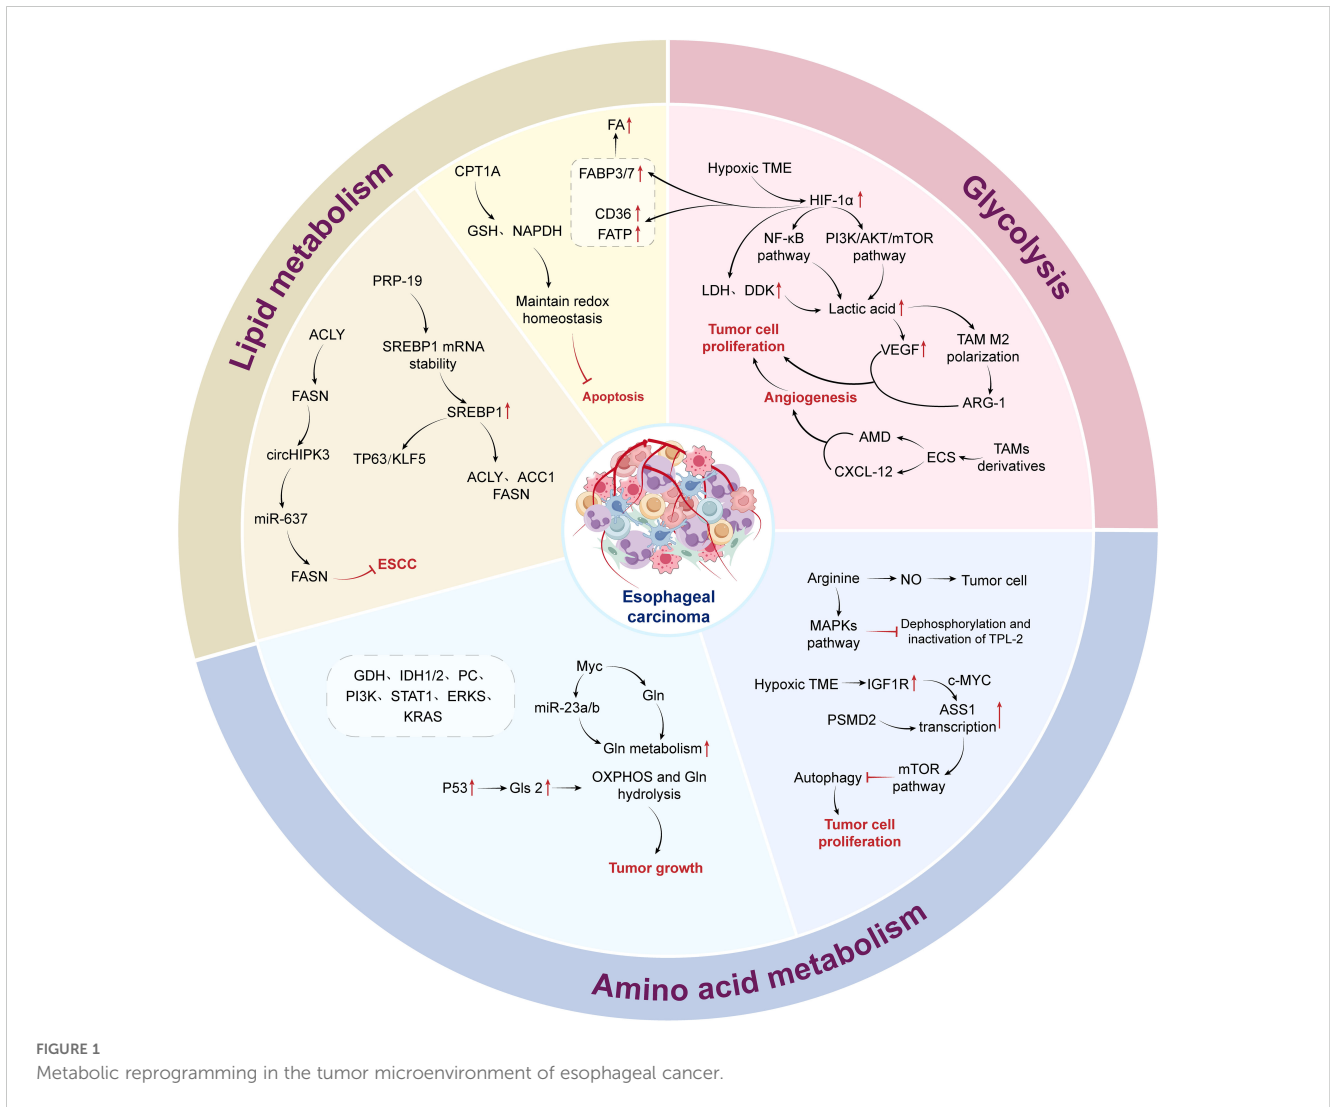 Lipid metabolism
Glycolysis
Amino acid metabolism
FA
FABP3/7
CD36
FATP
CPT1A
GSH、NAPDH
Maintain redox
homeostasis
Apoptosis
PRP-19
SREBP1 mRNA
stability
SREBP1
TP63/KLF5
ACLY、ACC1
FASN
ACLY
FASN
circHIPK3
miR-637
FASN
ESCC
Hypoxic TME
HIF-1α
NF-κB
pathway
PI3K/AKT/mTOR
pathway
LDH、DDK
Lactic acid
Tumor cell
proliferation
VEGF
TAM M2
polarization
Angiogenesis
ARG-1
AMD
CXCL-12
ECS
TAMs
derivatives
Esophageal
carcinoma
Arginine
NO
Tumor cell
MAPKs
pathway
Dephosphorylation and
inactivation of TPL-2
Hypoxic TME
IGF1R
c-MYC
PSMD2
ASS1
transcription
Autophagy
mTOR
pathway
Tumor cell
proliferation
GDH、IDH1/2、PC、
PI3K、STAT1、ERKS、
KRAS
Myc
miR-23a/b
Gln
Gln metabolism
P53
Gls 2
OXPHOS and Gln
hydrolysis
Tumor growth
FIGURE 1
Metabolic reprogramming in the tumor microenvironment of esophageal cancer.